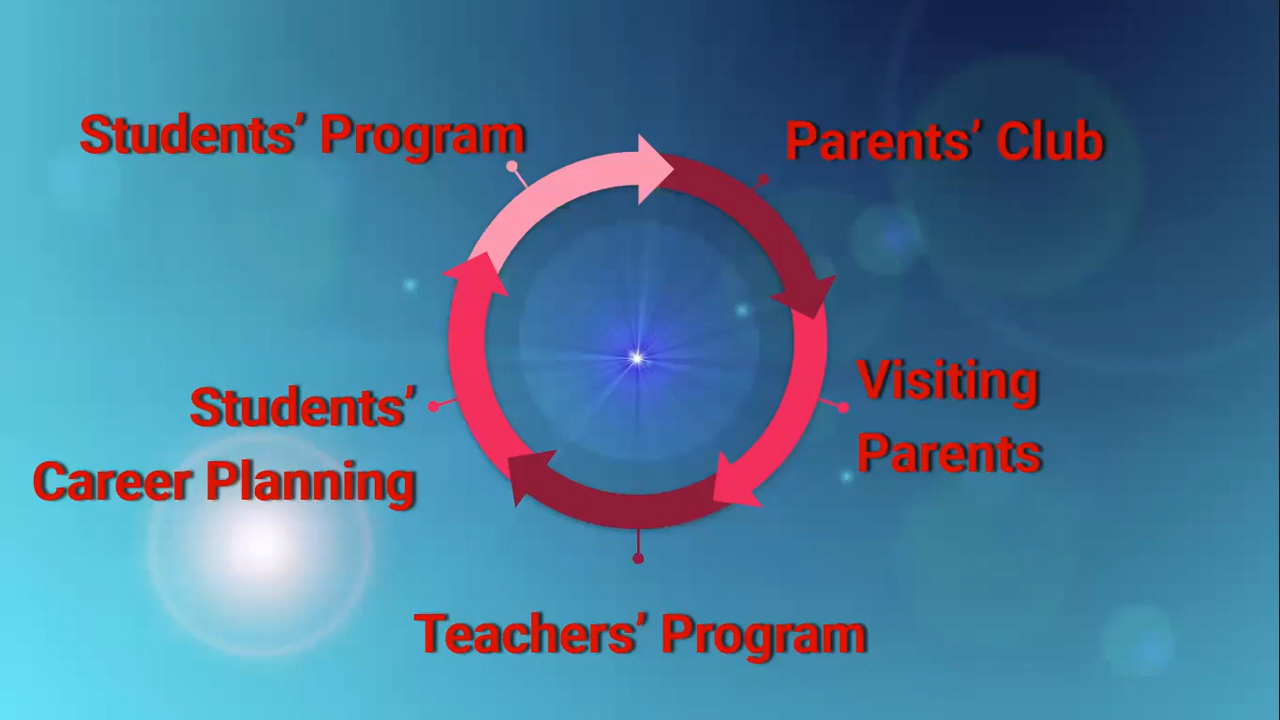 Students’ Program
Parents’ Club
Visiting
Parents
Students’
Career Planning
Teachers’ Program